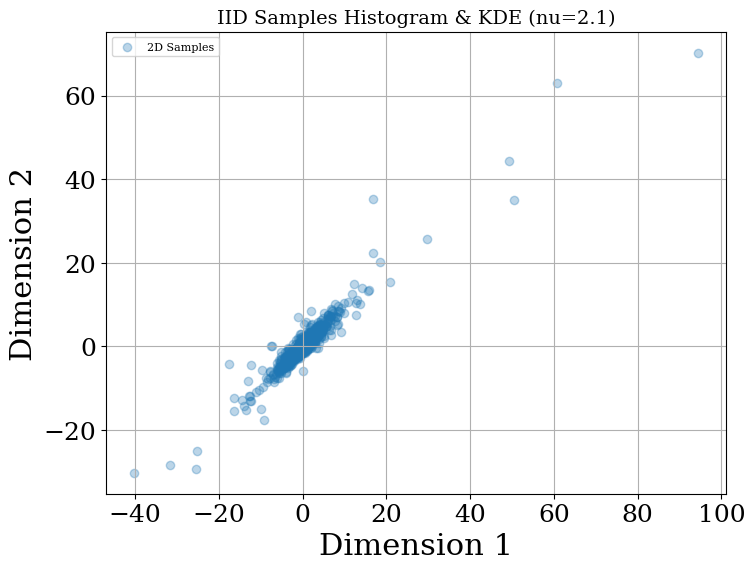 IID Samples Histogram & KDE (nu=2.1)
2D Samples
60
40
20
0
−20
Dimension 2
−40 −20 0 20 40 60 80 100
Dimension 1